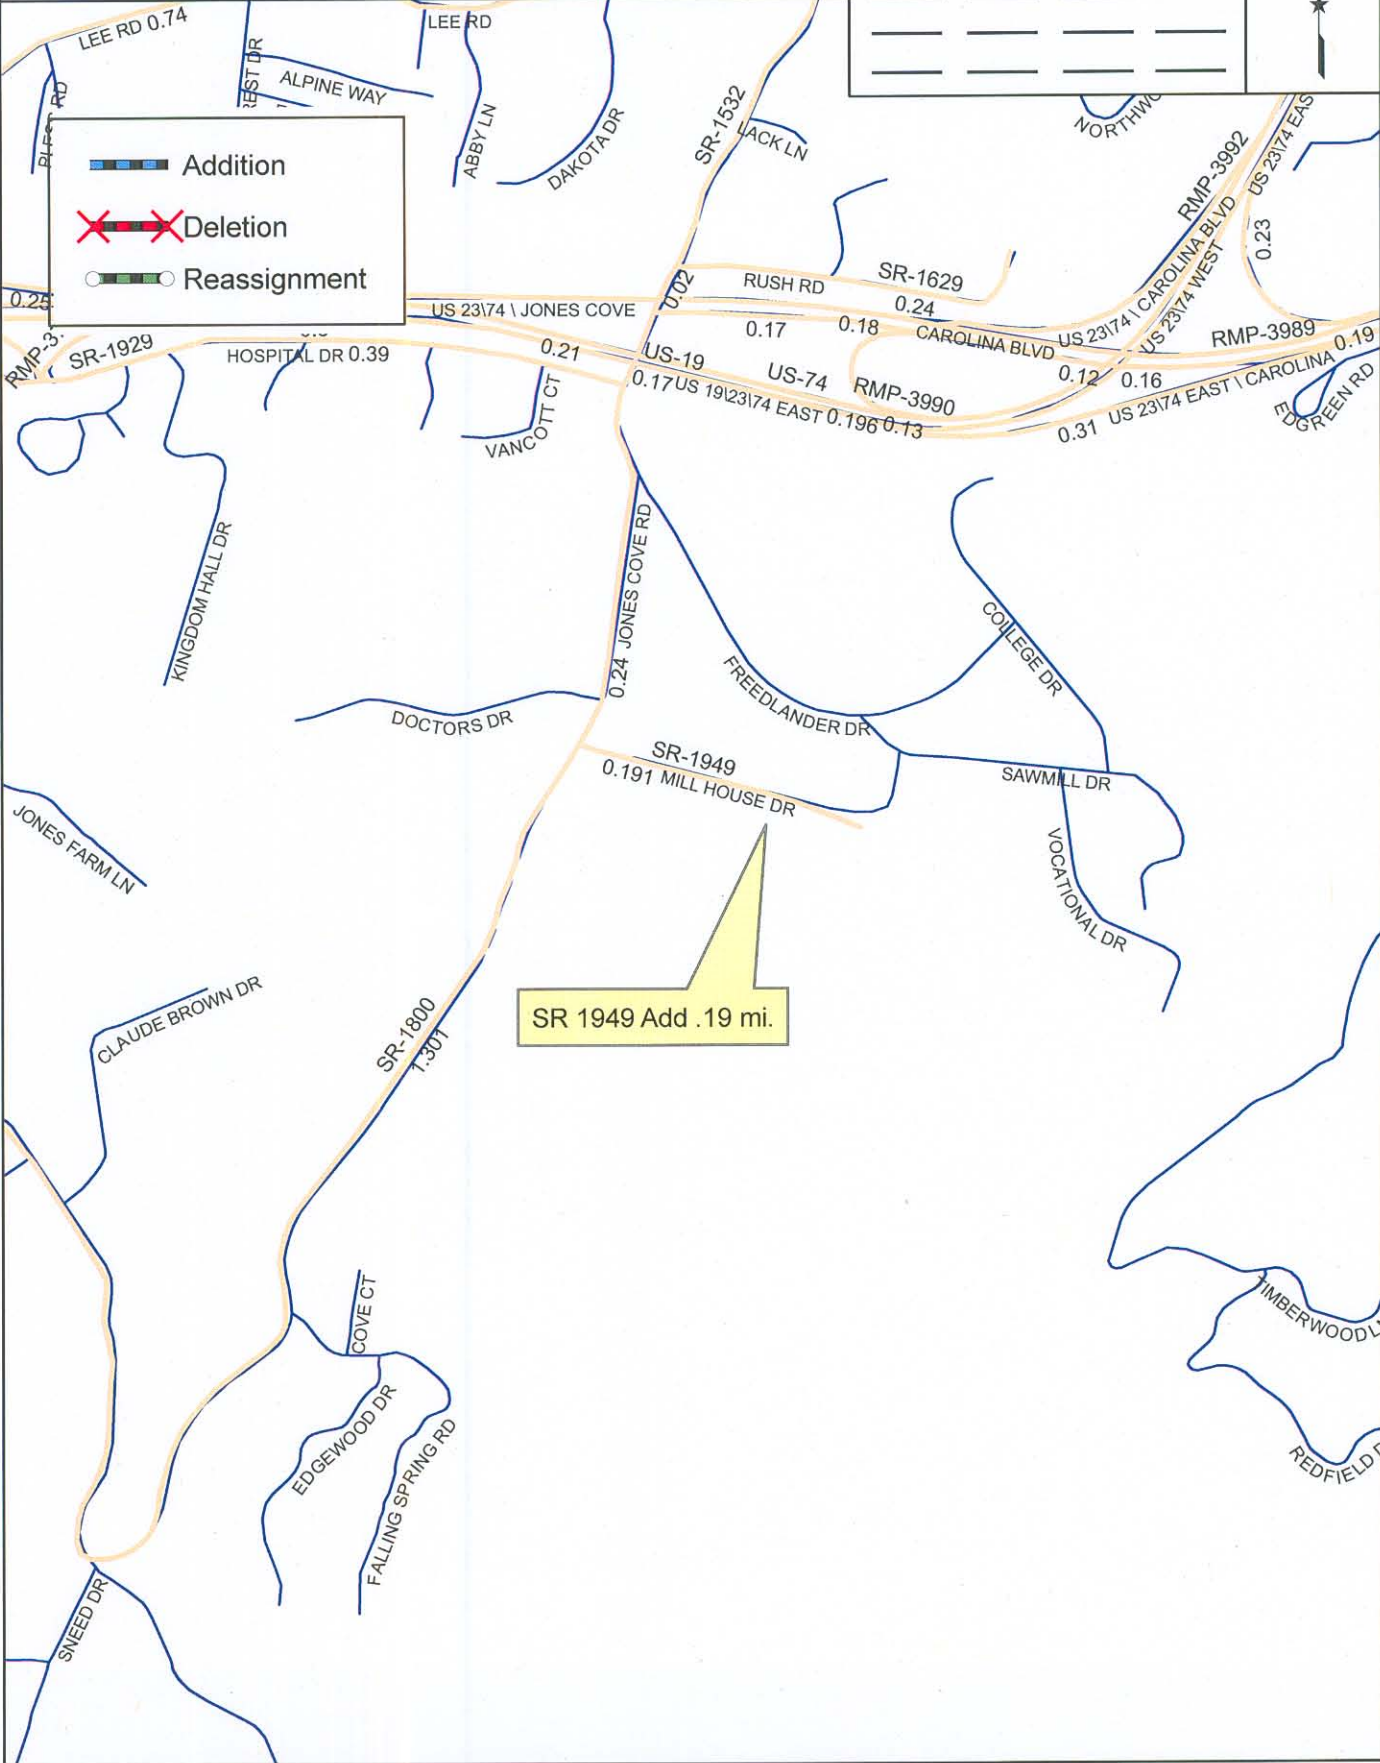 LEE RD 0.74
LEE RD
EST DR
ALPINE WAY
RD
ABBY LN
DAKOTA DR
SR-1532
LACK LN
NORTHWO
RMP-3992
US 23\74 EAS
Addition
Deletion
Reassignment
0.25
0.02
RUSH RD
SR-1629
0.24
US 23\74 \ CAROLINA BLVD
US 23\74 WEST
0.23
US 23\74 \ JONES COVE
0.17
0.18
CAROLINA BLVD
RMP-3989
0.19
RMP-3.
SR-1929
HOSPITAL DR 0.39
0.21
US-19
0.17
US 19\23\74 EAST 0.196
0.13
US-74
RMP-3990
0.12
0.16
0.31
US 23\74 EAST \ CAROLINA
EDGREEN RD
VANCOTT CT
KINGDOM HALL DR
0.24 JONES COVE RD
COLLEGE DR
FREEDLANDER DR
DOCTORS DR
SR-1949
0.191 MILL HOUSE DR
SAWMILL DR
JONES FARM LN
VOCATIONAL DR
CLAUDE BROWN DR
SR 1949 Add .19 mi.
SR-1800
1.301
COVE CT
TIMBERWOOD L
EDGEWOOD DR
FALLING SPRING RD
REDFIELD
SNEED DR